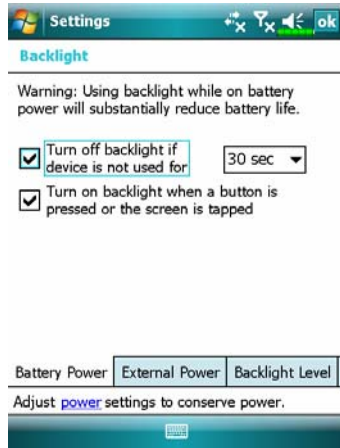 Settings
ok
Backlight
Warning: Using backlight while on battery
power will substantially reduce battery life.
Turn off backlight if
device is not used for
30 sec
Turn on backlight when a button is
pressed or the screen is tapped
Battery Power
External Power
Backlight Level
Adjust power settings to conserve power.